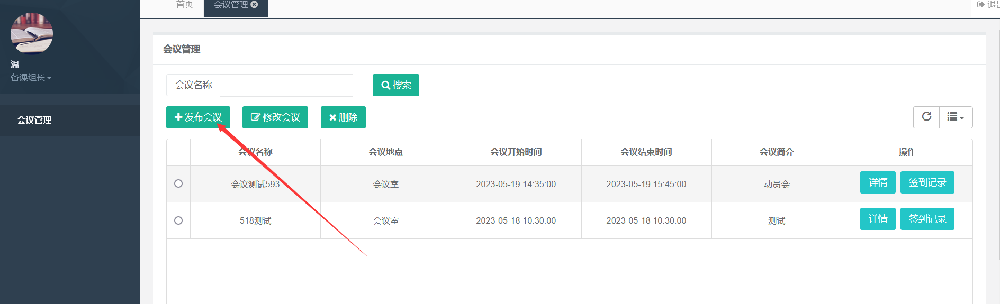 首页
会议管理
退出
温
备课组长
会议管理
会议管理
会议名称
搜索
发布会议
修改会议
删除
会议名称 会议地点 会议开始时间 会议结束时间 会议简介 操作
会议测试593 会议室 2023-05-19 14:35:00 2023-05-19 15:45:00 动员会 详情 签到记录
518测试 会议室 2023-05-18 10:30:00 2023-05-18 10:30:00 测试 详情 签到记录